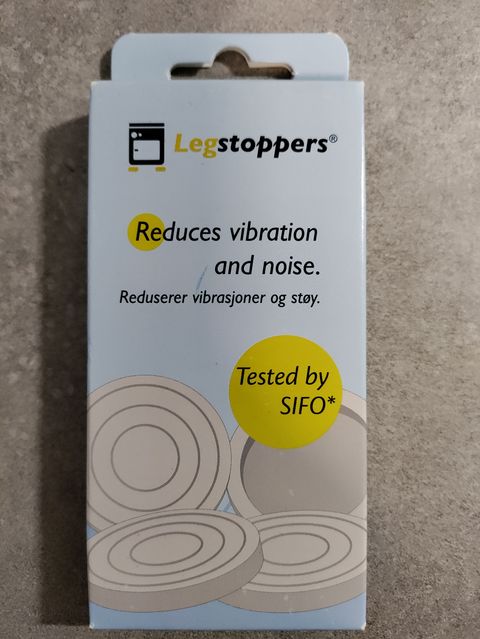 Legstoppers®
Reduces vibration
and noise.
Reduserer vibrasjoner og støy.
Tested by
SIFO*